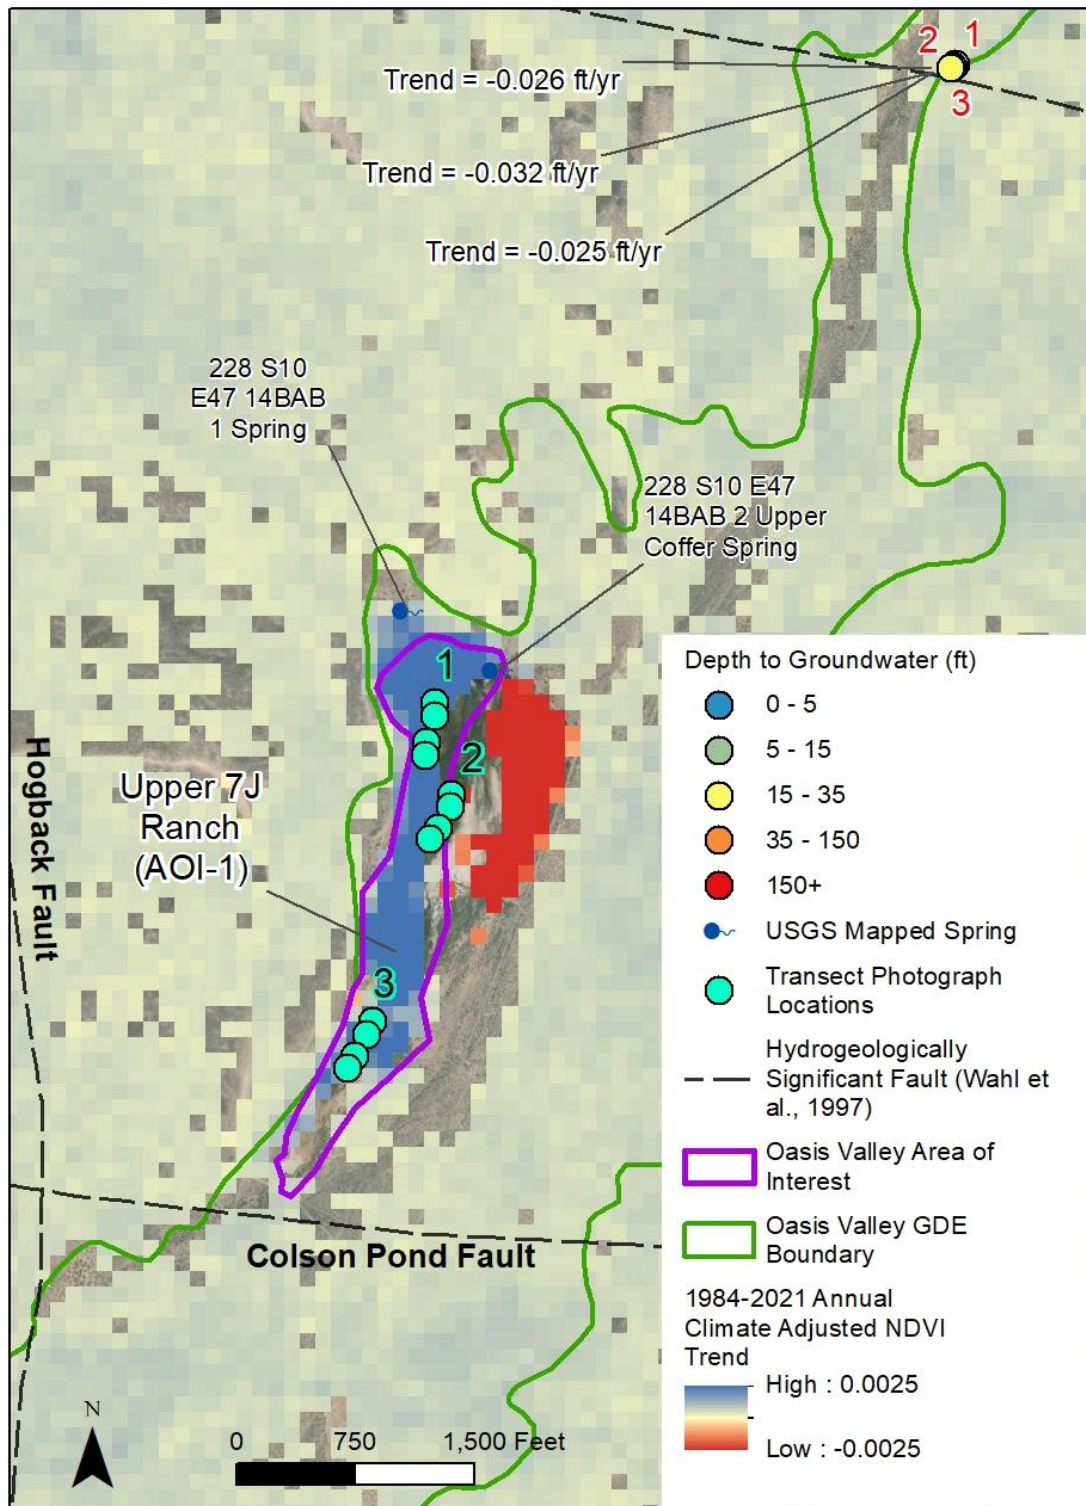 2
1
3
Trend = -0.026 ft/yr
Trend = -0.032 ft/yr
Trend = -0.025 ft/yr
228 S10
E47 14BAB
1 Spring
228 S10 E47
14BAB 2 Upper
Coffer Spring
1
2
3
Upper 7J
Ranch
(AOI-1)
Hogback Fault
Colson Pond Fault
N
0 750 1,500 Feet
Depth to Groundwater (ft)
0 - 5
5 - 15
15 - 35
35 - 150
150+
USGS Mapped Spring
Transect Photograph
Locations
Hydrogeologically
Significant Fault (Wahl et
al., 1997)
Oasis Valley Area of
Interest
Oasis Valley GDE
Boundary
1984-2021 Annual
Climate Adjusted NDVI
Trend
High : 0.0025
Low : -0.0025